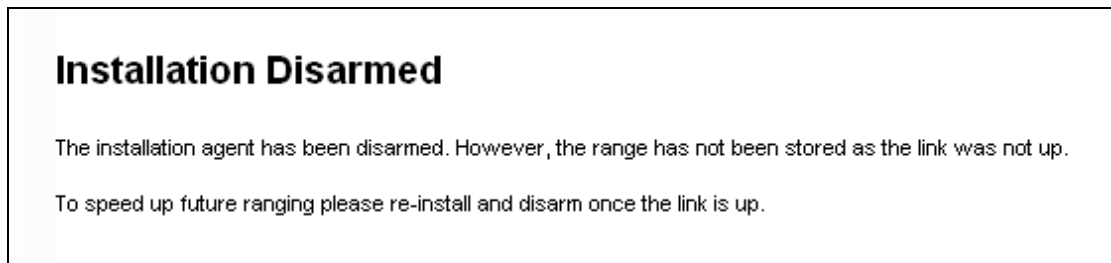 Installation Disarmed
The installation agent has been disarmed. However, the range has not been stored as the link was not up.
To speed up future ranging please re-install and disarm once the link is up.